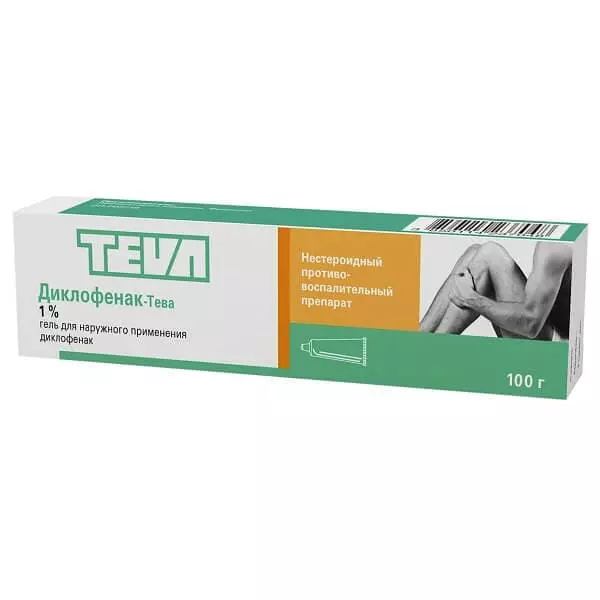 TEVA
Диклофенак-Тева
1 %
гель для наружного применения
диклофенак
Нестероидный
противо-
воспалительный
препарат
100 г